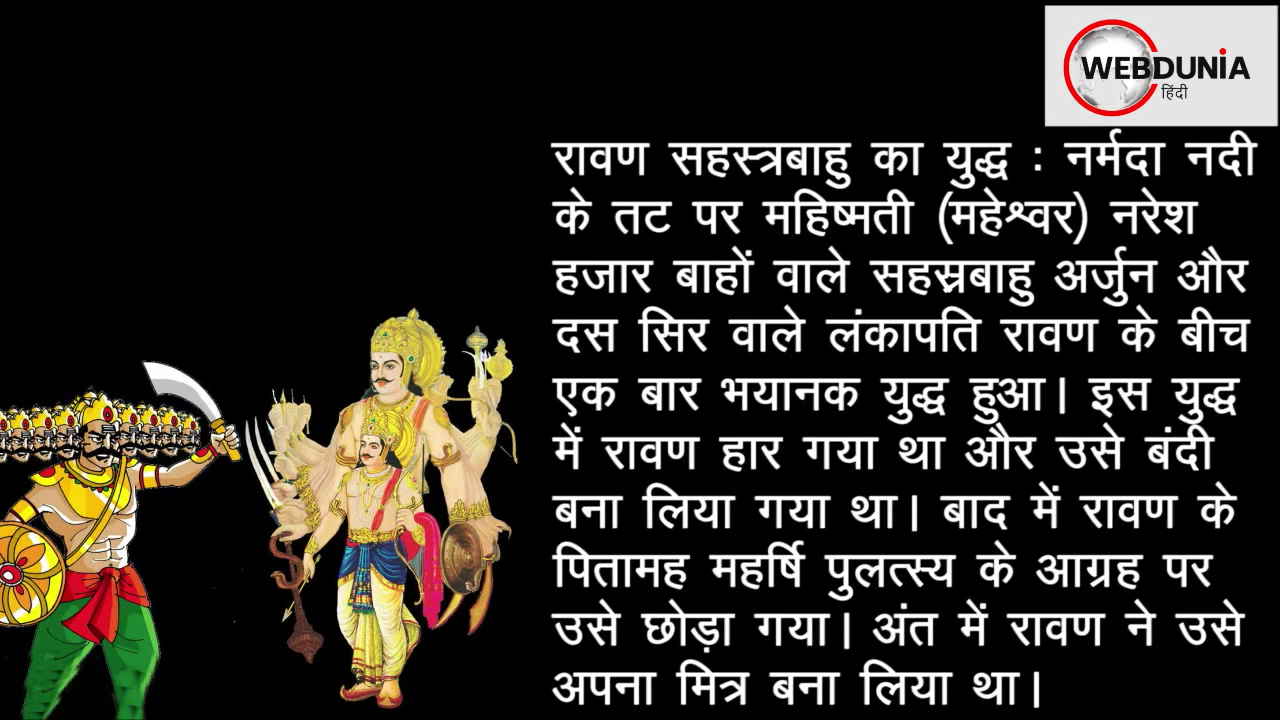 WEBDUNIA
हिंदी
रावण सहस्त्रबाहु का युद्ध : नर्मदा नदी
के तट पर महिष्मती (महेश्वर) नरेश
हजार बाहों वाले सहस्रबाहु अर्जुन और
दस सिर वाले लंकापति रावण के बीच
एक बार भयानक युद्ध हुआ। इस युद्ध
में रावण हार गया था और उसे बंदी
बना लिया गया था। बाद में रावण के
पितामह महर्षि पुलत्स्य के आग्रह पर
उसे छोड़ा गया। अंत में रावण ने उसे
अपना मित्र बना लिया था।